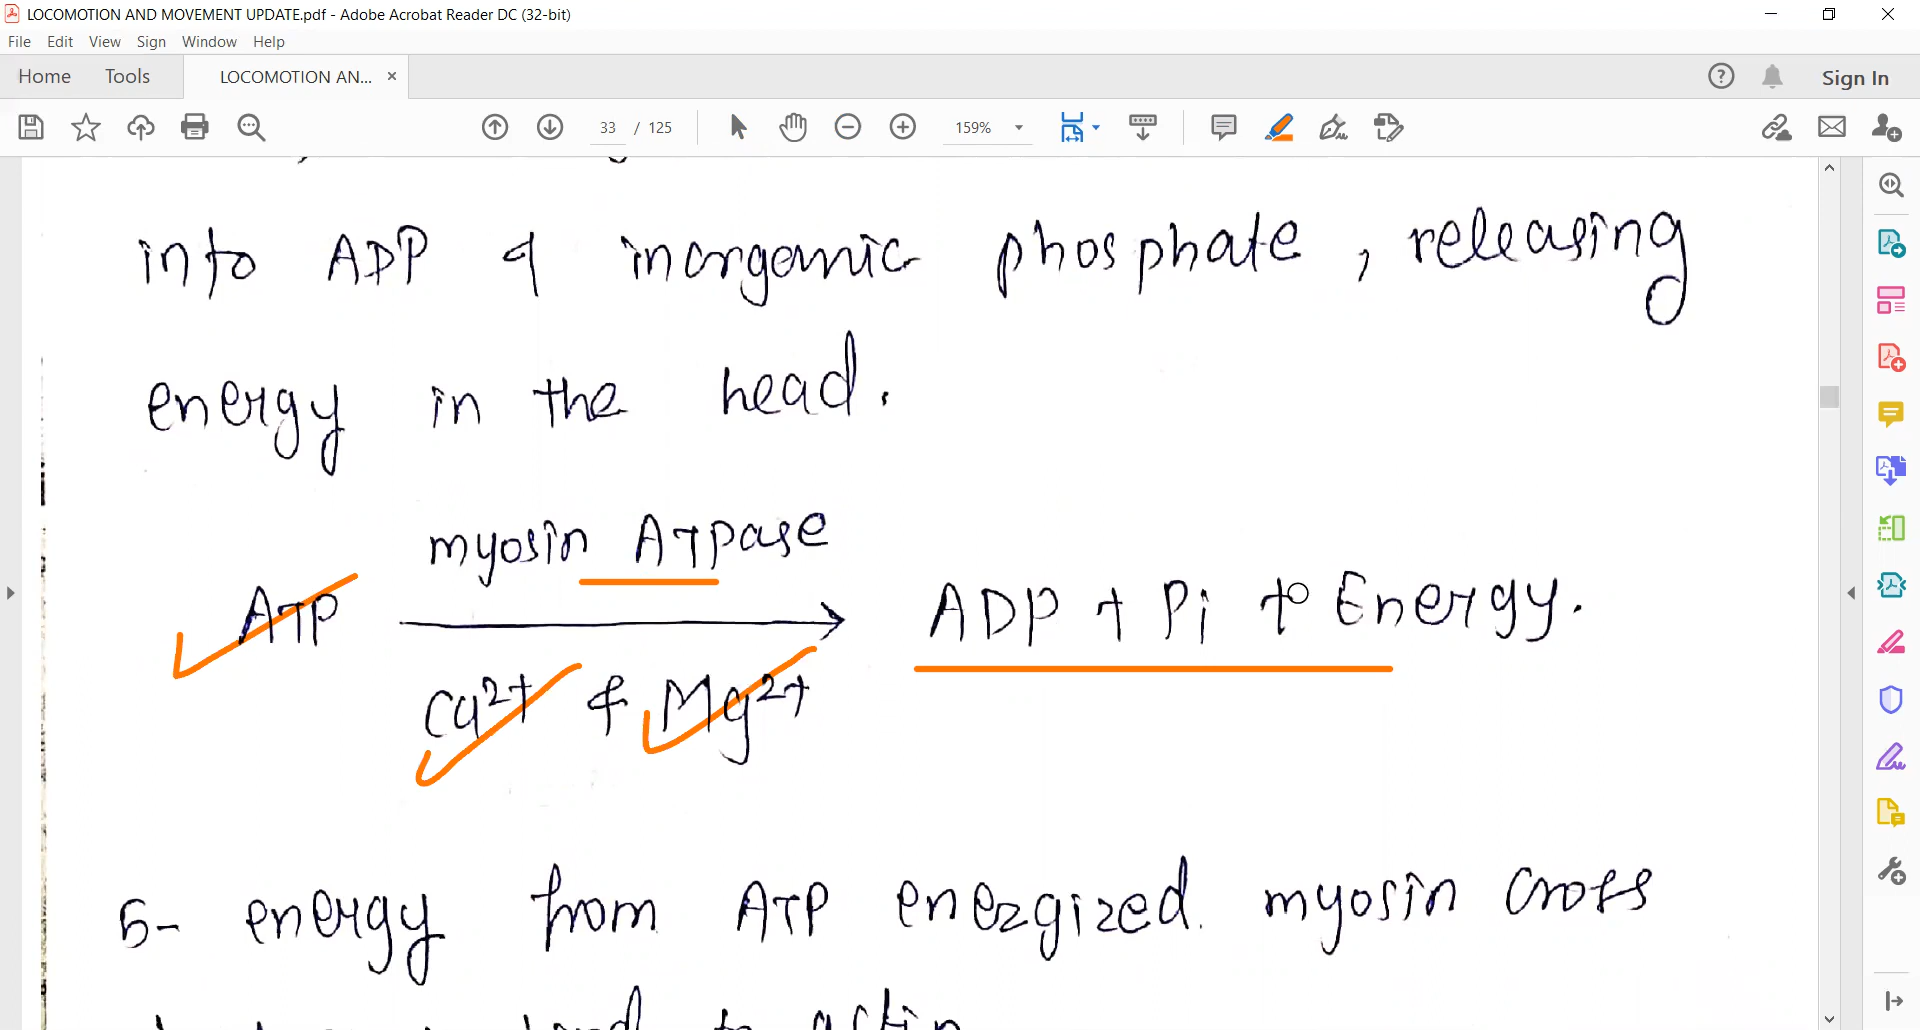 LOCOMOTION AND MOVEMENT UPDATE.pdf - Adobe Acrobat Reader DC (32-bit)
File Edit View Sign Window Help
Home Tools LOCOMOTION AN... × Sign In
33 / 125 159%
into ADP & inorganic phosphate, releasing
energy in the head.
myosin ATPase
ATP ADP + Pi + Energy.
Ca2+ & Mg2+
5- energy from ATP energized myosin cross
to actin